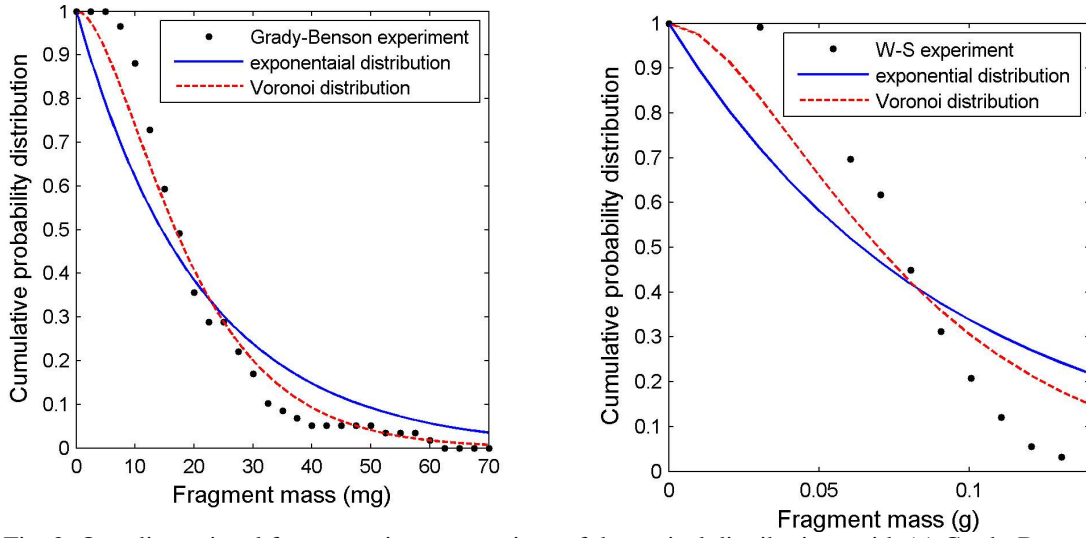 1
0.9
0.8
0.7
0.6
0.5
0.4
0.3
0.2
0.1
0
Cumulative probability distribution
Grady-Benson experiment
exponentaial distribution
Voronoi distribution
0 10 20 30 40 50 60 70
Fragment mass (mg)
1
0.9
0.8
0.7
0.6
0.5
0.4
0.3
0.2
0.1
0
Cumulative probability distribution
W-S experiment
exponential distribution
Voronoi distribution
0 0.05 0.1
Fragment mass (g)